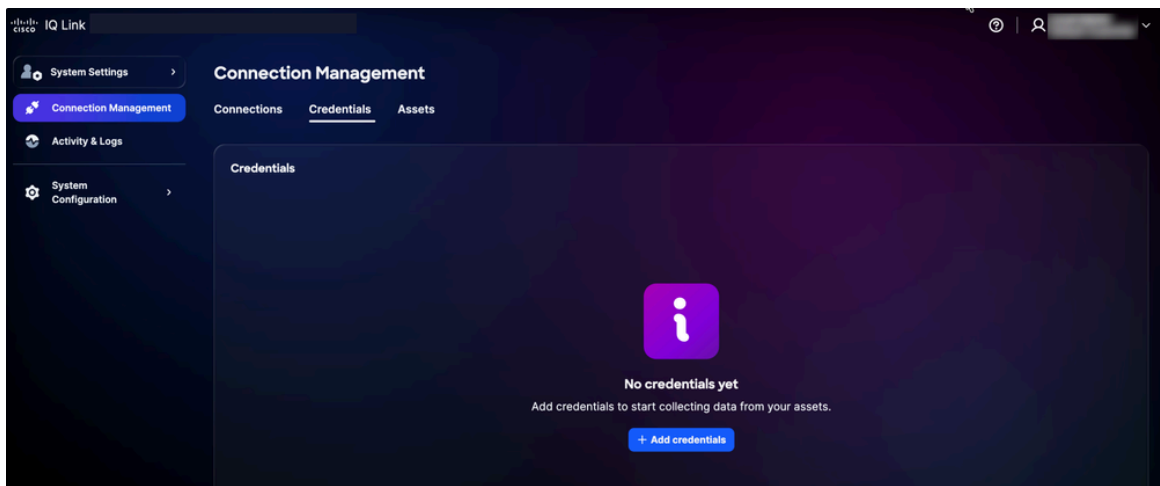 cisco IQ Link
System Settings
Connection Management
Activity & Logs
System
Configuration
Connection Management
Connections Credentials Assets
Credentials
No credentials yet
Add credentials to start collecting data from your assets.
+ Add credentials